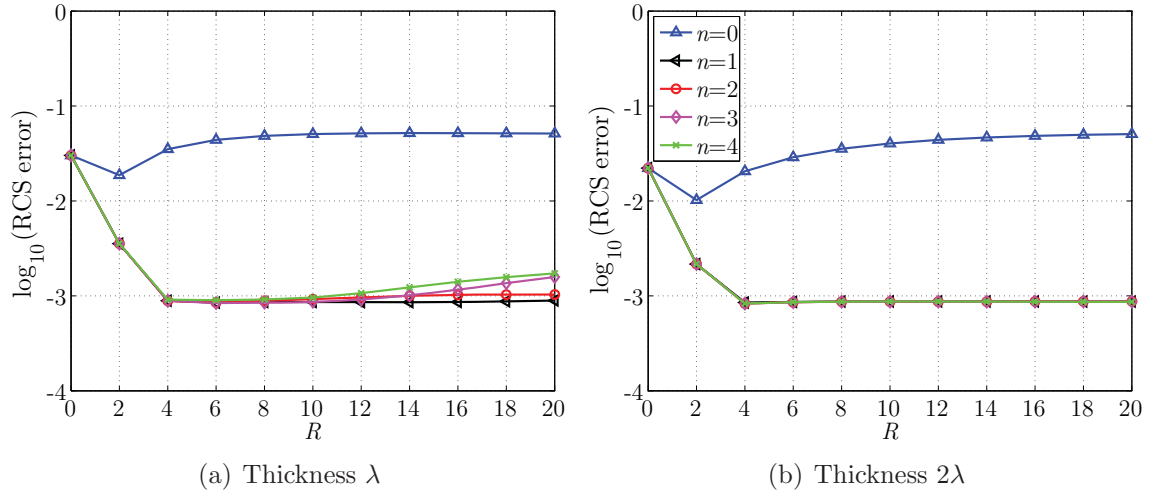 0
-1
-2
-3
-4
log10(RCS error)
0 2 4 6 8 10 12 14 16 18 20
R
(a) Thickness λ
0
-1
-2
-3
-4
log10(RCS error)
n=0
n=1
n=2
n=3
n=4
0 2 4 6 8 10 12 14 16 18 20
R
(b) Thickness 2λ